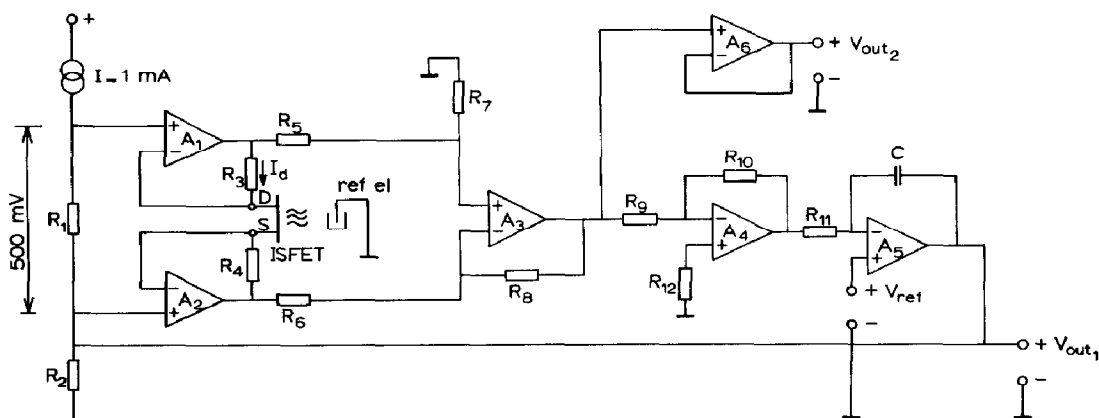 +
I = 1 mA
500 mV
R1
R2
+
A1
−
R5
R3
Id
D
S
ref el
ISFET
R4
−
A2
+
R6
R7
+
A3
−
R8
+
A6
−
+ Vout2
−
R9
R10
−
A4
+
R12
R11
C
−
A5
+
+ Vref
−
+ Vout1
−